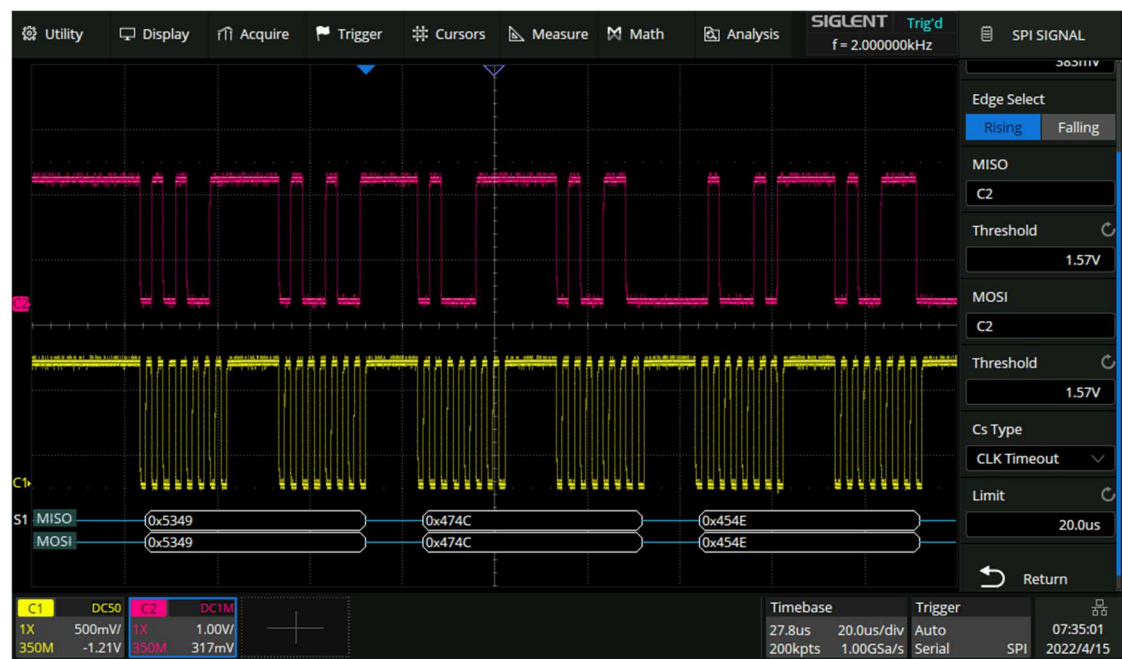 Utility Display Acquire Trigger Cursors Measure Math Analysis
SIGLENT Trig'd
f = 2.000000kHz
SPI SIGNAL
383mV
Edge Select
Rising Falling
MISO
C2
Threshold
1.57V
MOSI
C2
Threshold
1.57V
Cs Type
CLK Timeout
Limit
20.0us
Return
C2
C1
S1 MISO 0x5349 0x474C 0x454E
MOSI 0x5349 0x474C 0x454E
C1 DC50
1X 500mV/
350M -1.21V
C2 DC1M
1X 1.00V/
350M 317mV
Timebase
27.8us 20.0us/div
200kpts 1.00GSa/s
Trigger
Auto
Serial SPI
07:35:01
2022/4/15